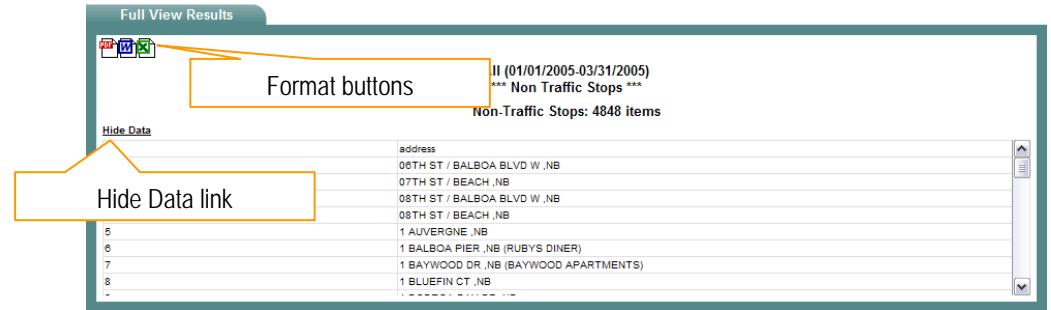 Full View Results
PDF W X
Format buttons
ll (01/01/2005-03/31/2005)
*** Non Traffic Stops ***
Non-Traffic Stops: 4848 items
Hide Data
address
06TH ST / BALBOA BLVD W ,NB
07TH ST / BEACH ,NB
Hide Data link
08TH ST / BALBOA BLVD W ,NB
08TH ST / BEACH ,NB
5 1 AUVERGNE ,NB
6 1 BALBOA PIER ,NB (RUBYS DINER)
7 1 BAYWOOD DR ,NB (BAYWOOD APARTMENTS)
8 1 BLUEFIN CT ,NB